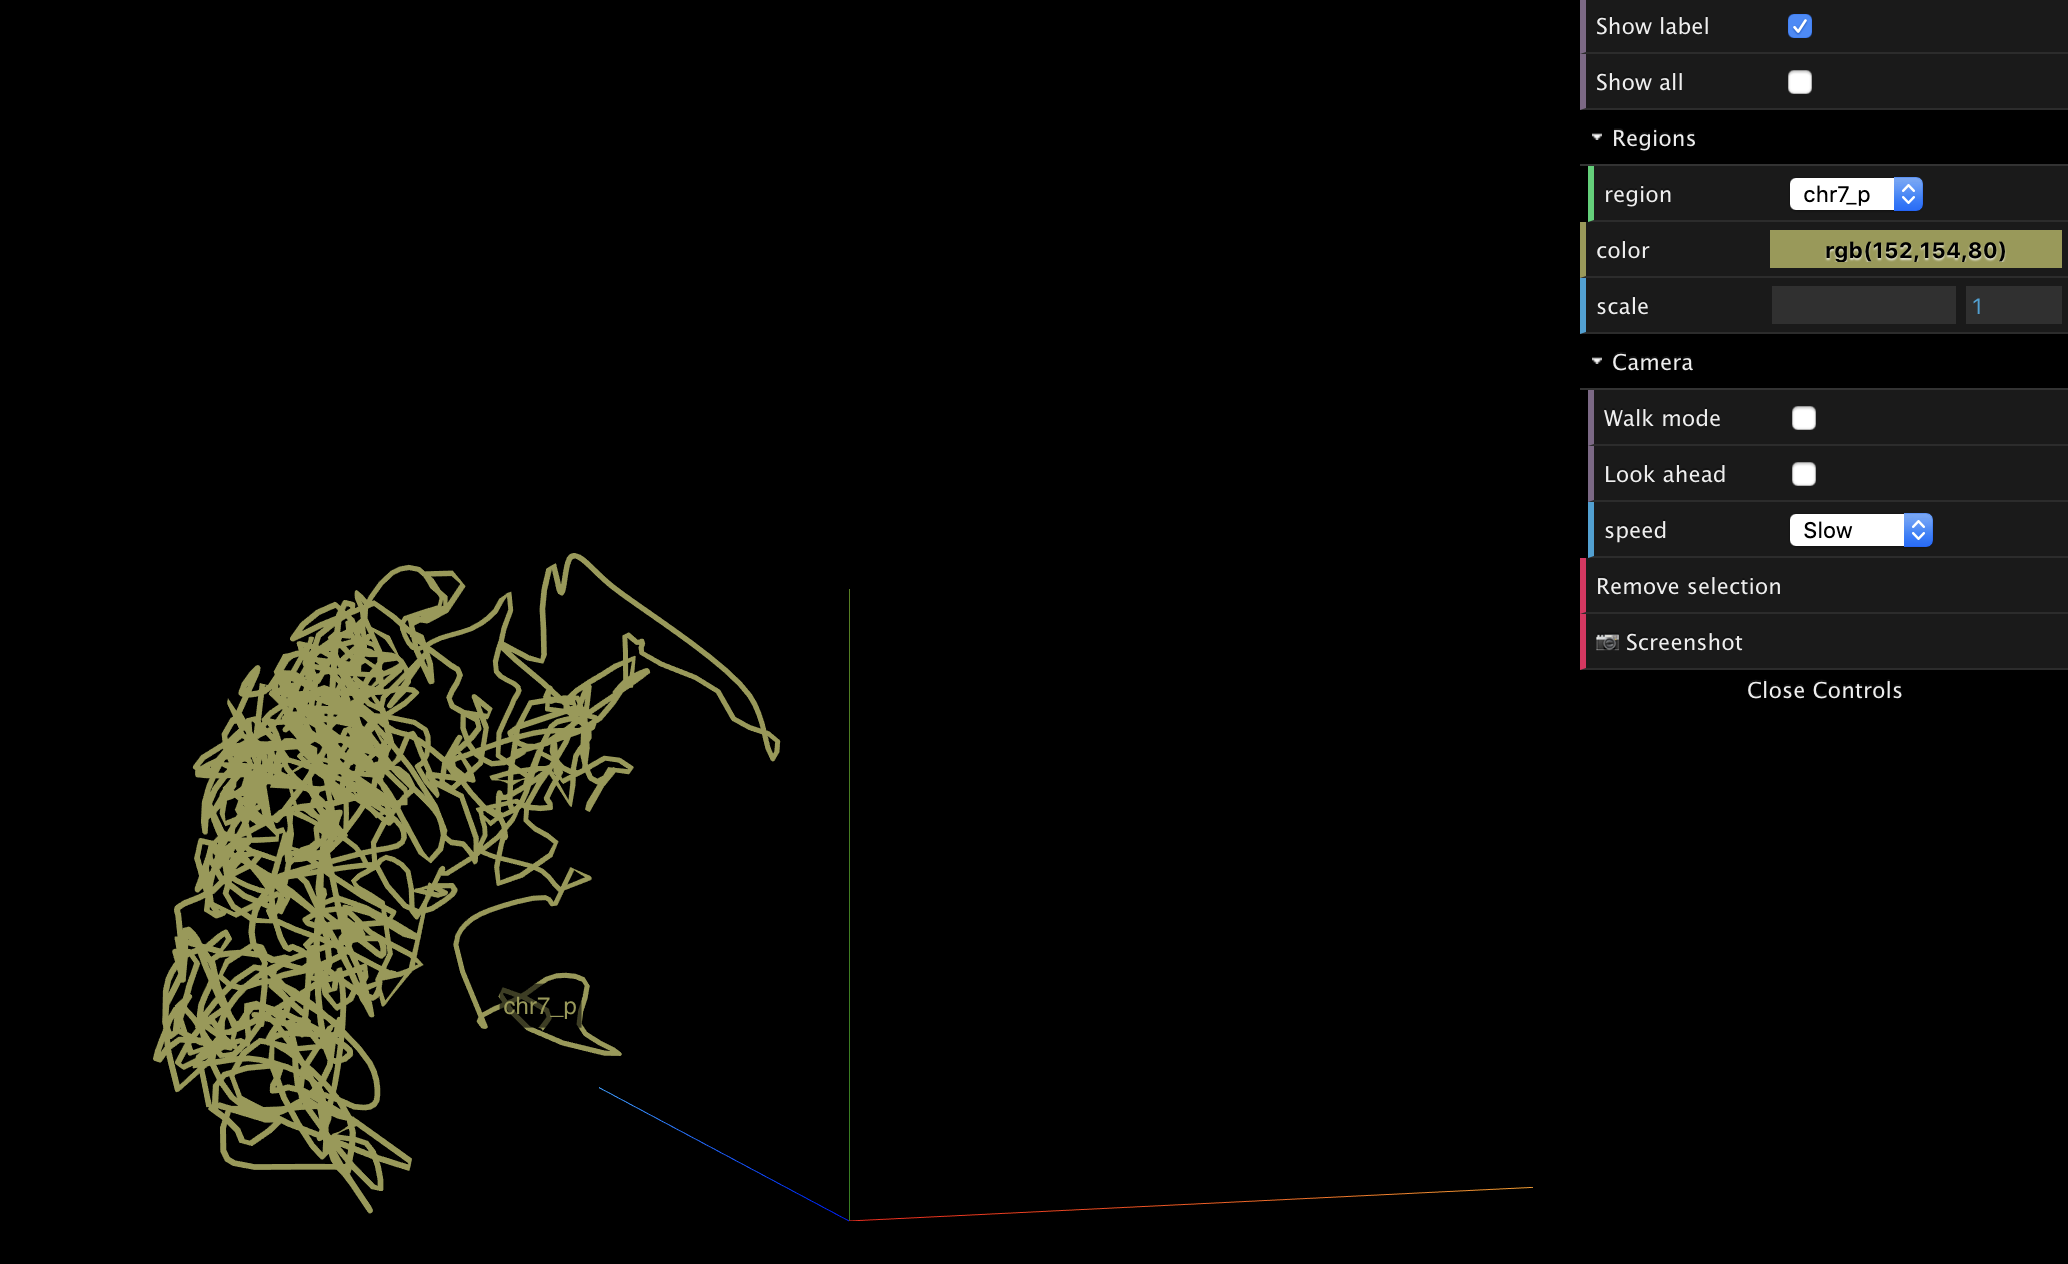 Show label
Show all
Regions
region chr7_p
color rgb(152,154,80)
scale 1
Camera
Walk mode
Look ahead
speed Slow
Remove selection
Screenshot
Close Controls
chr7_p